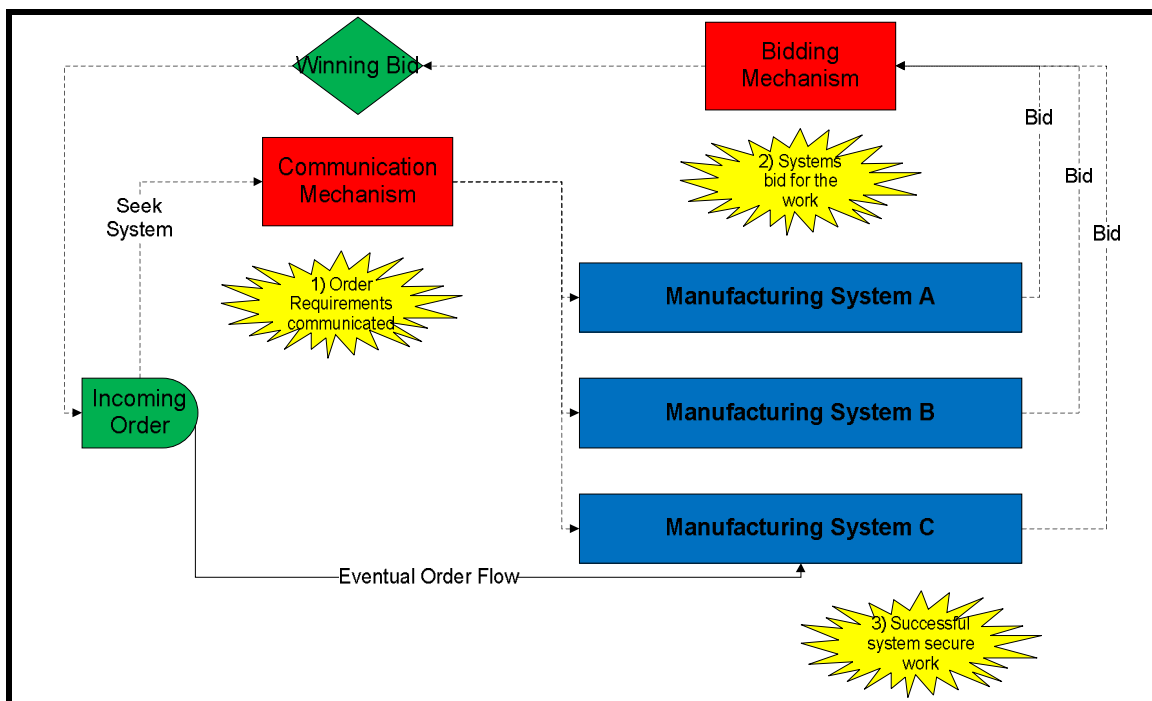 Winning Bid
Bidding
Mechanism
Bid
Communication
Mechanism
2) Systems
bid for the
work
Bid
Seek
System
Bid
1) Order
Requirements
communicated
Manufacturing System A
Incoming
Order
Manufacturing System B
Manufacturing System C
Eventual Order Flow
3) Successful
system secure
work